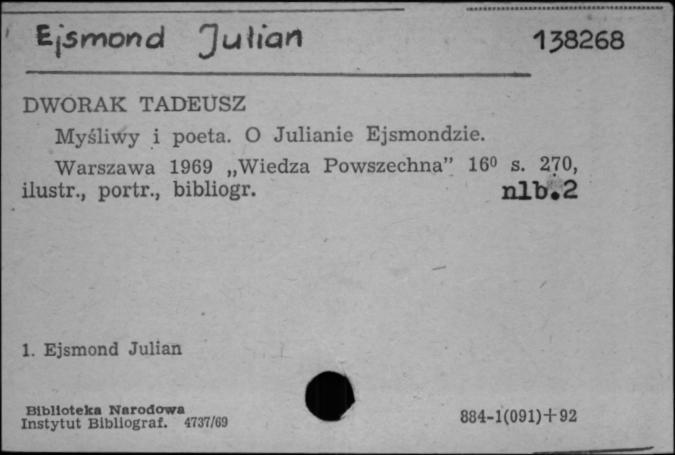 Ejsmond Julian 138268
DWORAK TADEUSZ
Myśliwy i poeta. O Julianie Ejsmondzie.
Warszawa 1969 „Wiedza Powszechna” 16⁰ s. 270,
ilustr., portr., bibliogr. nlb.2
1. Ejsmond Julian
Biblioteka Narodowa
Instytut Bibliograf. 4737/69 884-1(091)+92